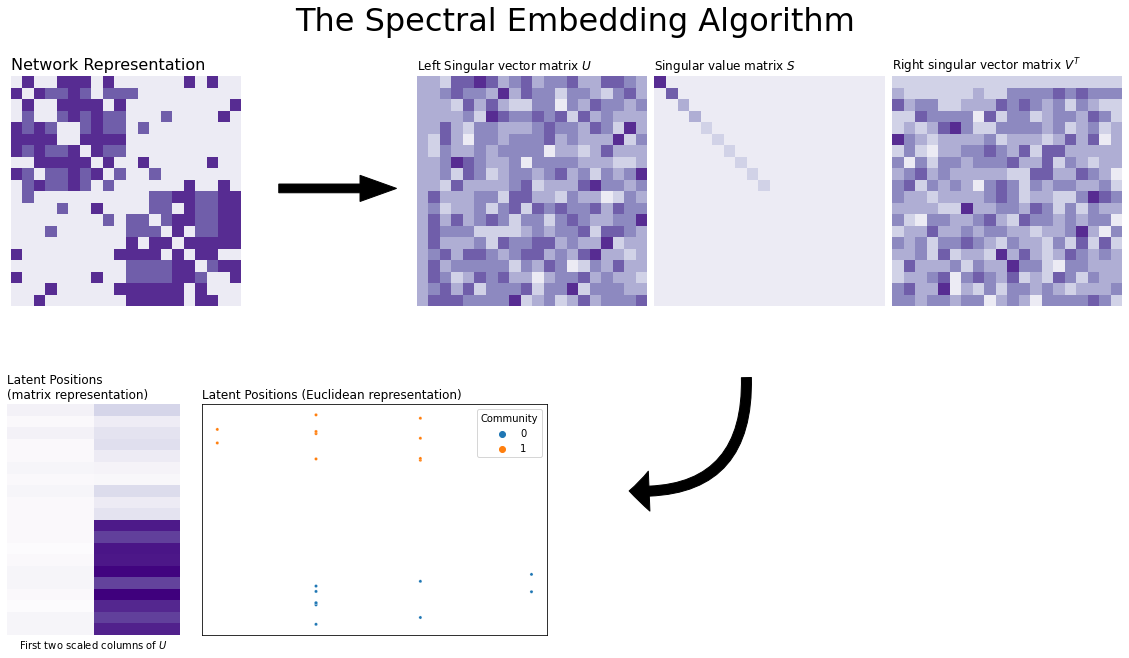 The Spectral Embedding Algorithm
Network Representation
Left Singular vector matrix U
Singular value matrix S
Right singular vector matrix V^T
Latent Positions
(matrix representation)
First two scaled columns of U
Latent Positions (Euclidean representation)
Community
0
1